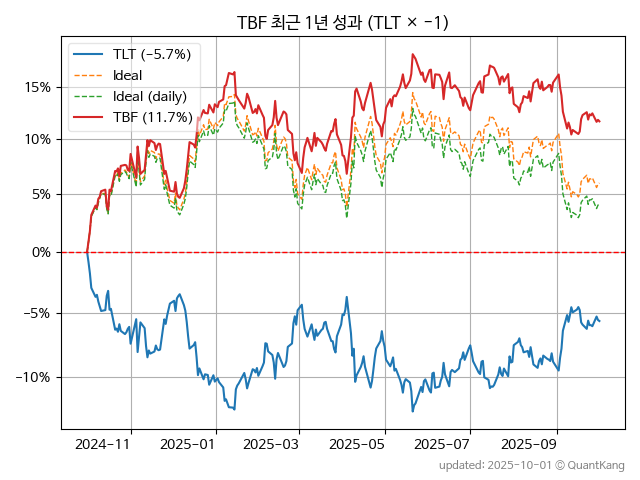 TBF 최근 1년 성과 (TLT × −1)
TLT (−5.7%)
Ideal
Ideal (daily)
TBF (11.7%)
15%
10%
5%
0%
−5%
−10%
2024-11
2025-01
2025-03
2025-05
2025-07
2025-09
updated: 2025-10-01 © QuantKang